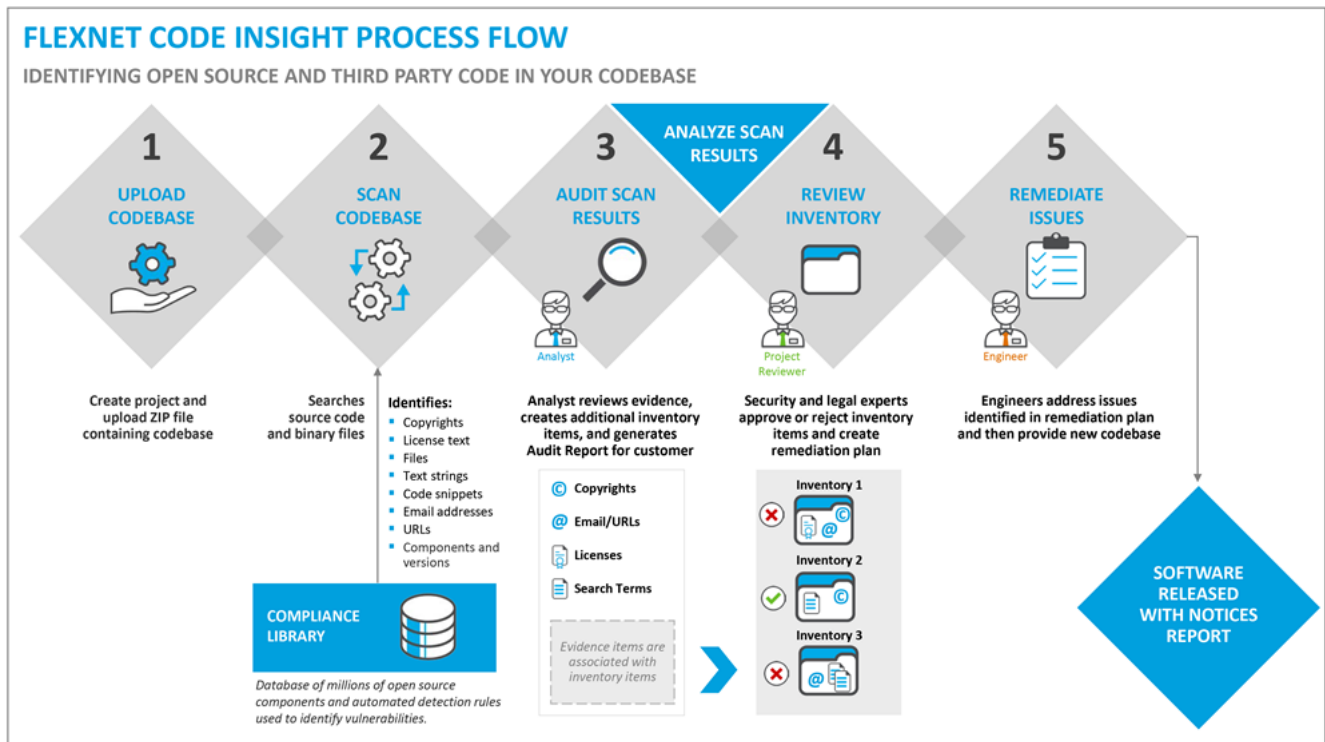 FLEXNET CODE INSIGHT PROCESS FLOW
IDENTIFYING OPEN SOURCE AND THIRD PARTY CODE IN YOUR CODEBASE
1
UPLOAD
CODEBASE
Create project and
upload ZIP file
containing codebase
2
SCAN
CODEBASE
Searches
source code
and binary files
Identifies:
▪ Copyrights
▪ License text
▪ Files
▪ Text strings
▪ Code snippets
▪ Email addresses
▪ URLs
▪ Components and
versions
COMPLIANCE
LIBRARY
Database of millions of open source
components and automated detection rules
used to identify vulnerabilities.
ANALYZE SCAN
RESULTS
3
AUDIT SCAN
RESULTS
Analyst
Analyst reviews evidence,
creates additional inventory
items, and generates
Audit Report for customer
© Copyrights
@ Email/URLs
Licenses
Search Terms
Evidence items are
associated with
inventory items
4
REVIEW
INVENTORY
Project
Reviewer
Security and legal experts
approve or reject inventory
items and create
remediation plan
Inventory 1
© @
Inventory 2
©
Inventory 3
@
5
REMEDIATE
ISSUES
Engineer
Engineers address issues
identified in remediation plan
and then provide new codebase
SOFTWARE
RELEASED
WITH NOTICES
REPORT